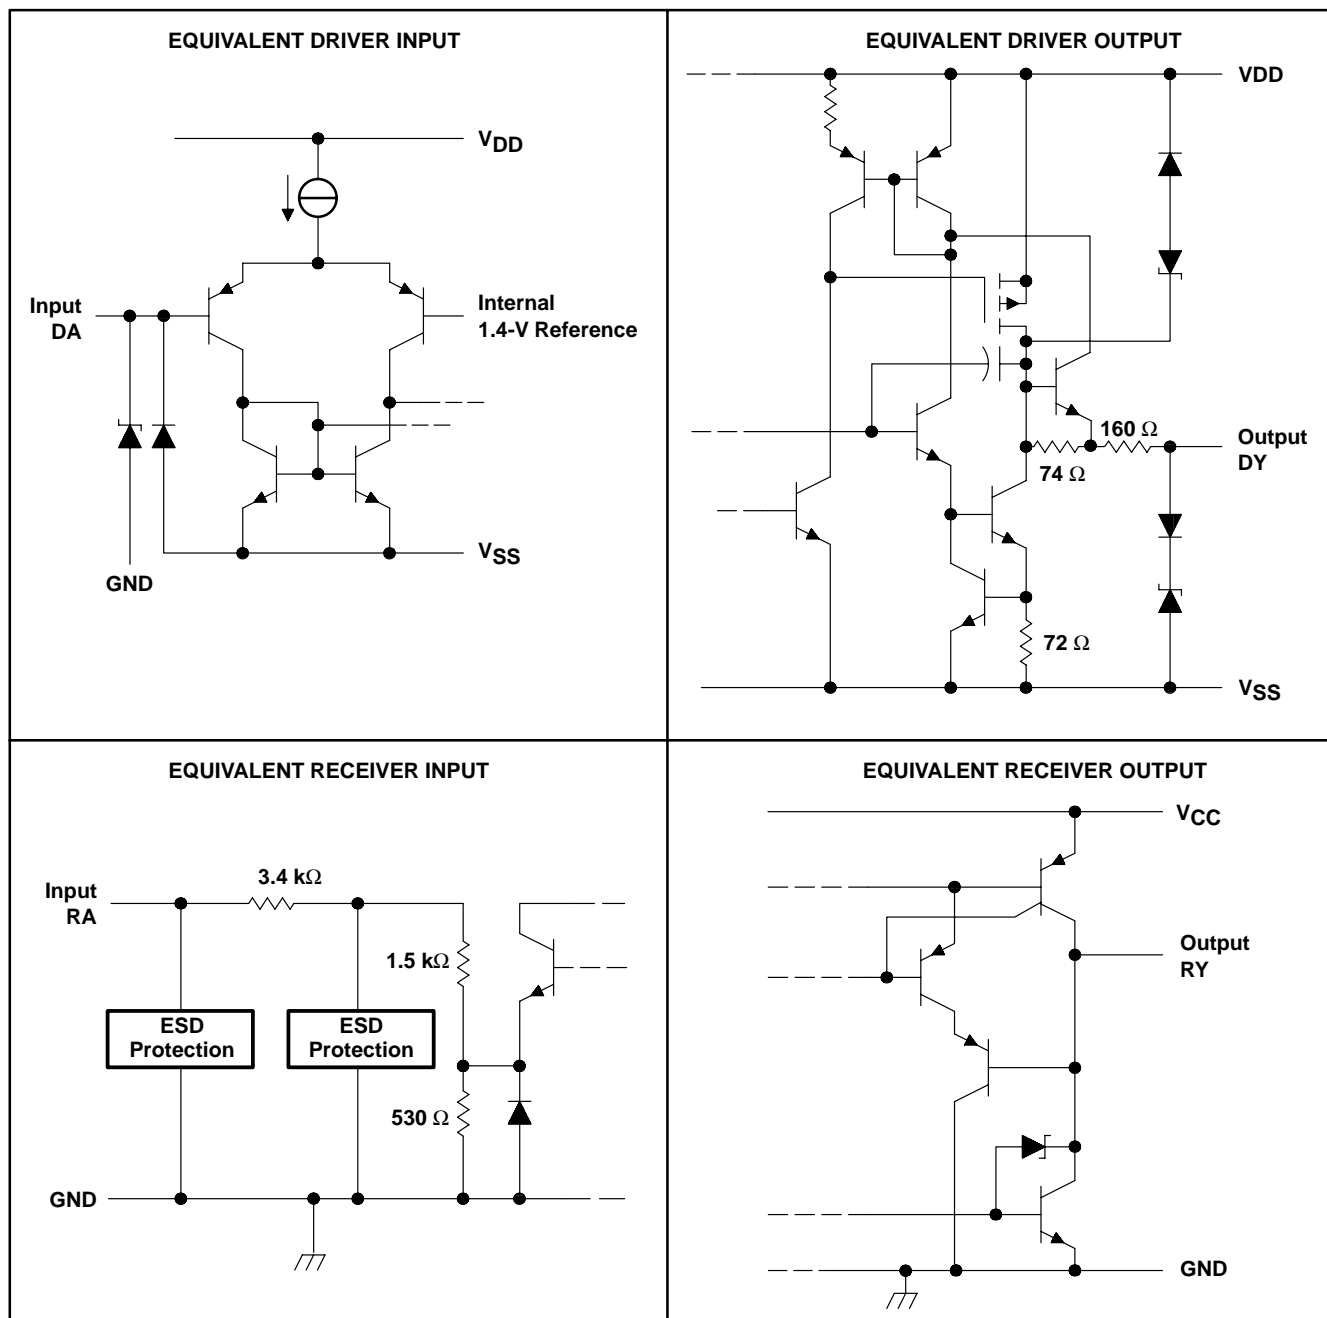 EQUIVALENT DRIVER INPUT
VDD
Input
DA
Internal
1.4-V Reference
VSS
GND
EQUIVALENT DRIVER OUTPUT
VDD
160 Ω
Output
DY
74 Ω
72 Ω
VSS
EQUIVALENT RECEIVER INPUT
3.4 kΩ
Input
RA
1.5 kΩ
ESD
Protection
ESD
Protection
530 Ω
GND
EQUIVALENT RECEIVER OUTPUT
VCC
Output
RY
GND